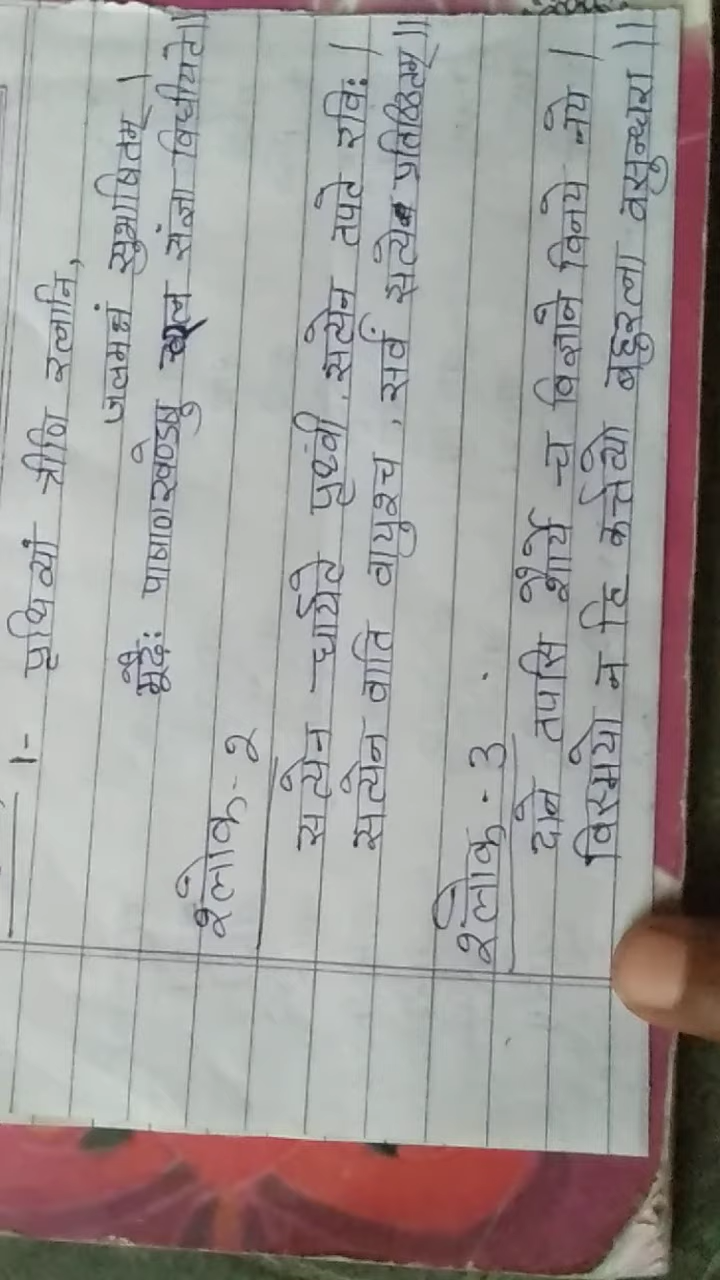 1- पृथिव्यां त्रीणि रत्नानि,
जलमन्नं सुभाषितम् |
मूढैः पाषाणखण्डेषु रत्न संज्ञा विधीयते ||
श्लोक - २
सत्येन धार्यते पृथ्वी, सत्येन तपते रविः |
सत्येन वाति वायुश्च, सर्वं सत्येन प्रतिष्ठितम् ||
श्लोक - 3
दाने तपसि शौर्ये च विज्ञाने विनये नये |
विस्मयो न हि कर्त्तव्यो बहुरत्ना वसुन्धरा ||